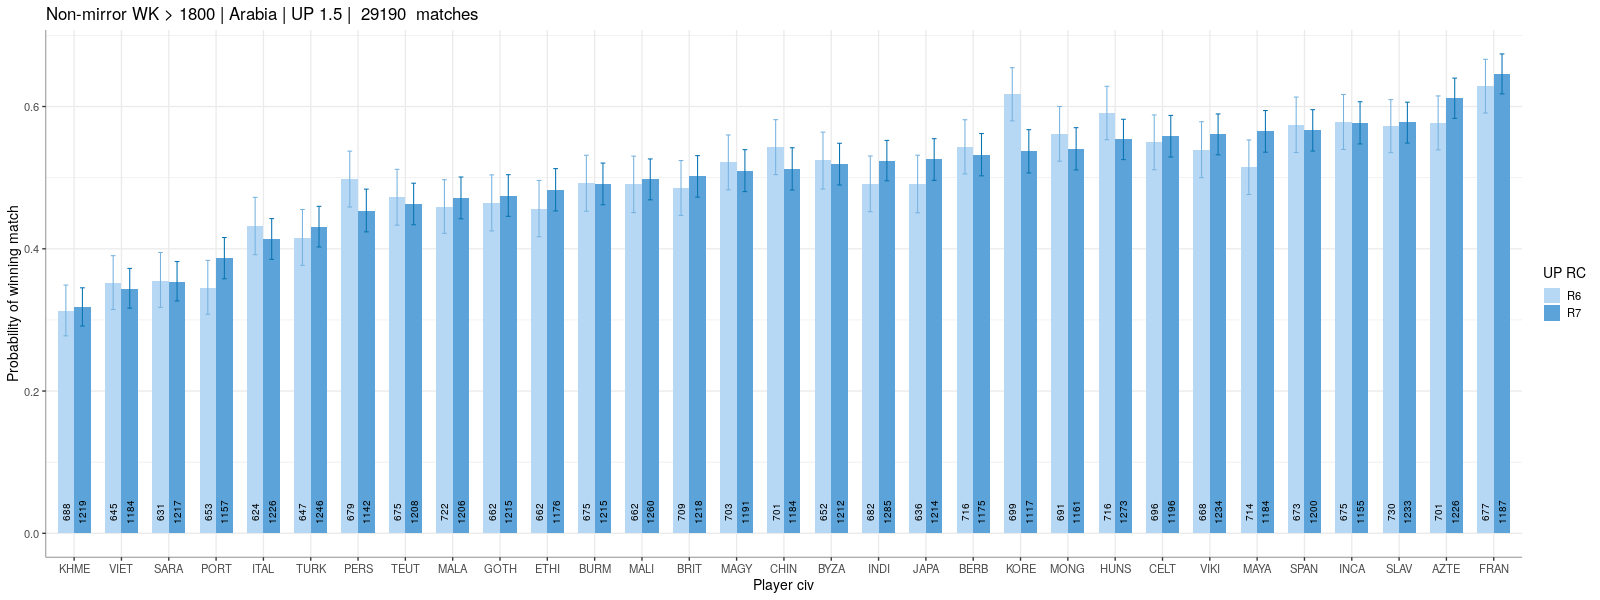 Non-mirror WK > 1800 | Arabia | UP 1.5 |  29190  matches
Probability of winning match
0.6
0.4
0.2
0.0
688 1219 645 1184 631 1217 653 1157 624 1226 647 1246 679 1142 675 1208 722 1206 662 1215 662 1176 675 1215 662 1260 709 1218 703 1191 701 1184 652 1212 682 1285 636 1214 716 1175 699 1117 691 1161 716 1273 696 1196 668 1234 714 1184 673 1200 675 1155 730 1233 701 1226 677 1187
KHME VIET SARA PORT ITAL TURK PERS TEUT MALA GOTH ETHI BURM MALI BRIT MAGY CHIN BYZA INDI JAPA BERB KORE MONG HUNS CELT VIKI MAYA SPAN INCA SLAV AZTE FRAN
Player civ
UP RC
R6
R7